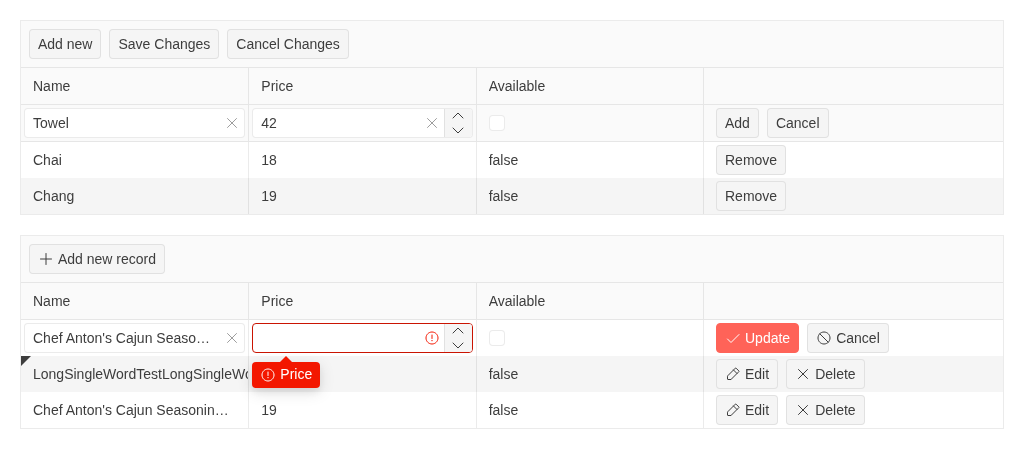 Add new Save Changes Cancel Changes
Name Price Available
Towel 42 Add Cancel
Chai 18 false Remove
Chang 19 false Remove
Add new record
Name Price Available
Chef Anton's Cajun Seaso... Update Cancel
LongSingleWordTestLongSingleWo Price false Edit Delete
Chef Anton's Cajun Seasonin... 19 false Edit Delete